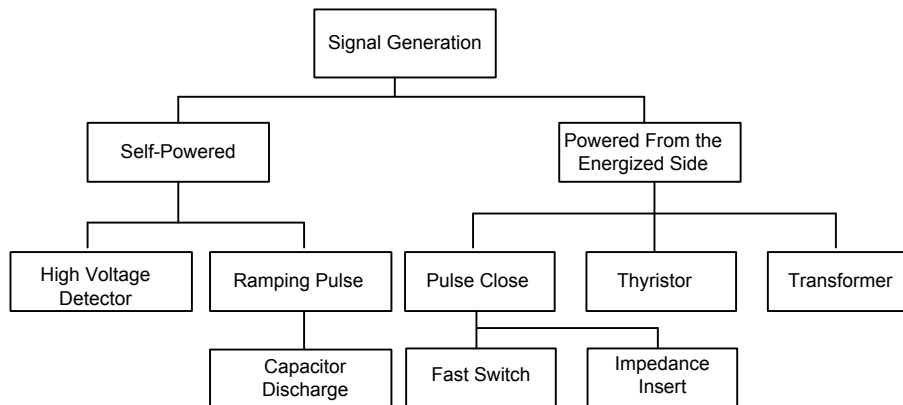 Signal Generation
Self-Powered
Powered From the
Energized Side
High Voltage
Detector
Ramping Pulse
Pulse Close
Thyristor
Transformer
Capacitor
Discharge
Fast Switch
Impedance
Insert